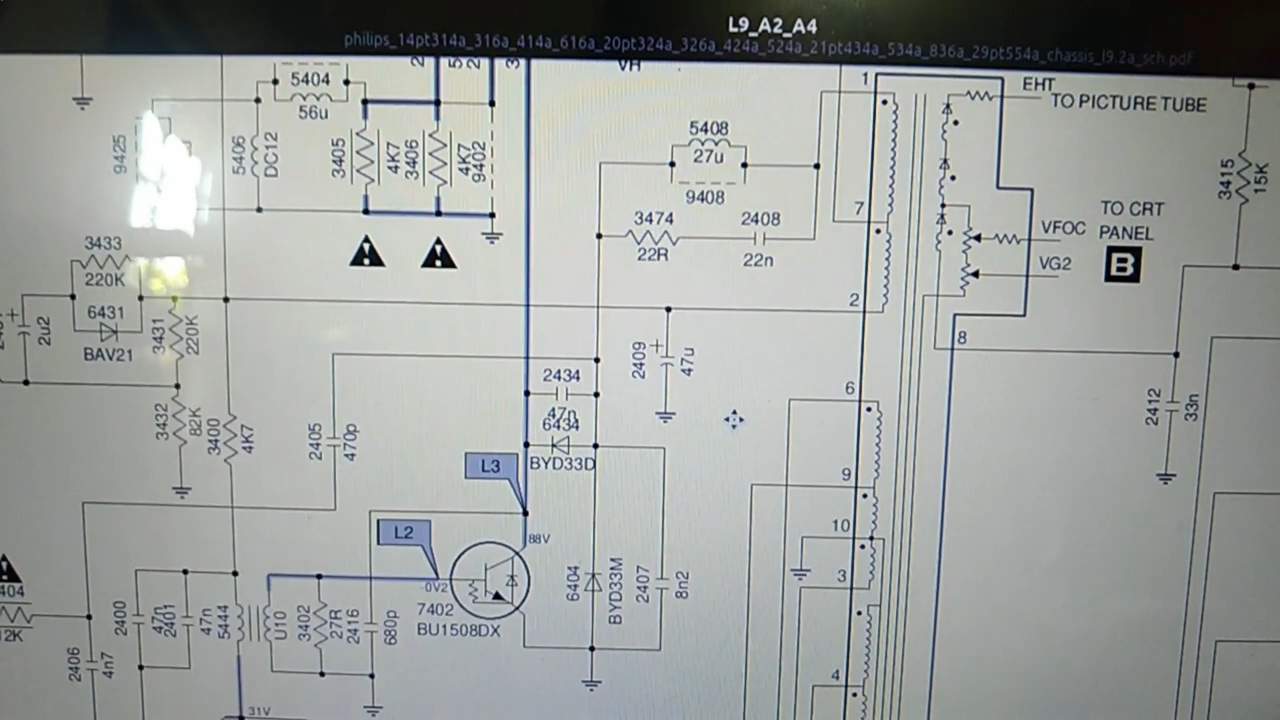 L9_A2_A4
philips_14pt314a_316a_414a_616a_20pt324a_326a_424a_524a_21pt434a_534a_836a_29pt554a_chassis_l9.2a_sch.pdf
VH
5404
56u
5406
DC12
9425
3405
4K7
3406
4K7
9402
5408
27u
9408
3474
22R
2408
22n
1
7
2
EHT
TO PICTURE TUBE
VFOC
VG2
TO CRT
PANEL
B
8
3415
15K
3433
220K
6431
BAV21
2u2
3431
220K
3432
82K
3400
4K7
2405
470p
2434
47n
6434
BYD33D
2409
47u
6
9
10
3
4
2412
33n
L3
L2
88V
-0V2
7402
BU1508DX
6404
BYD33M
2407
8n2
404
12K
2406
4n7
2400
47n
2401
47n
5444
U10
3402
27R
2416
680p
31V